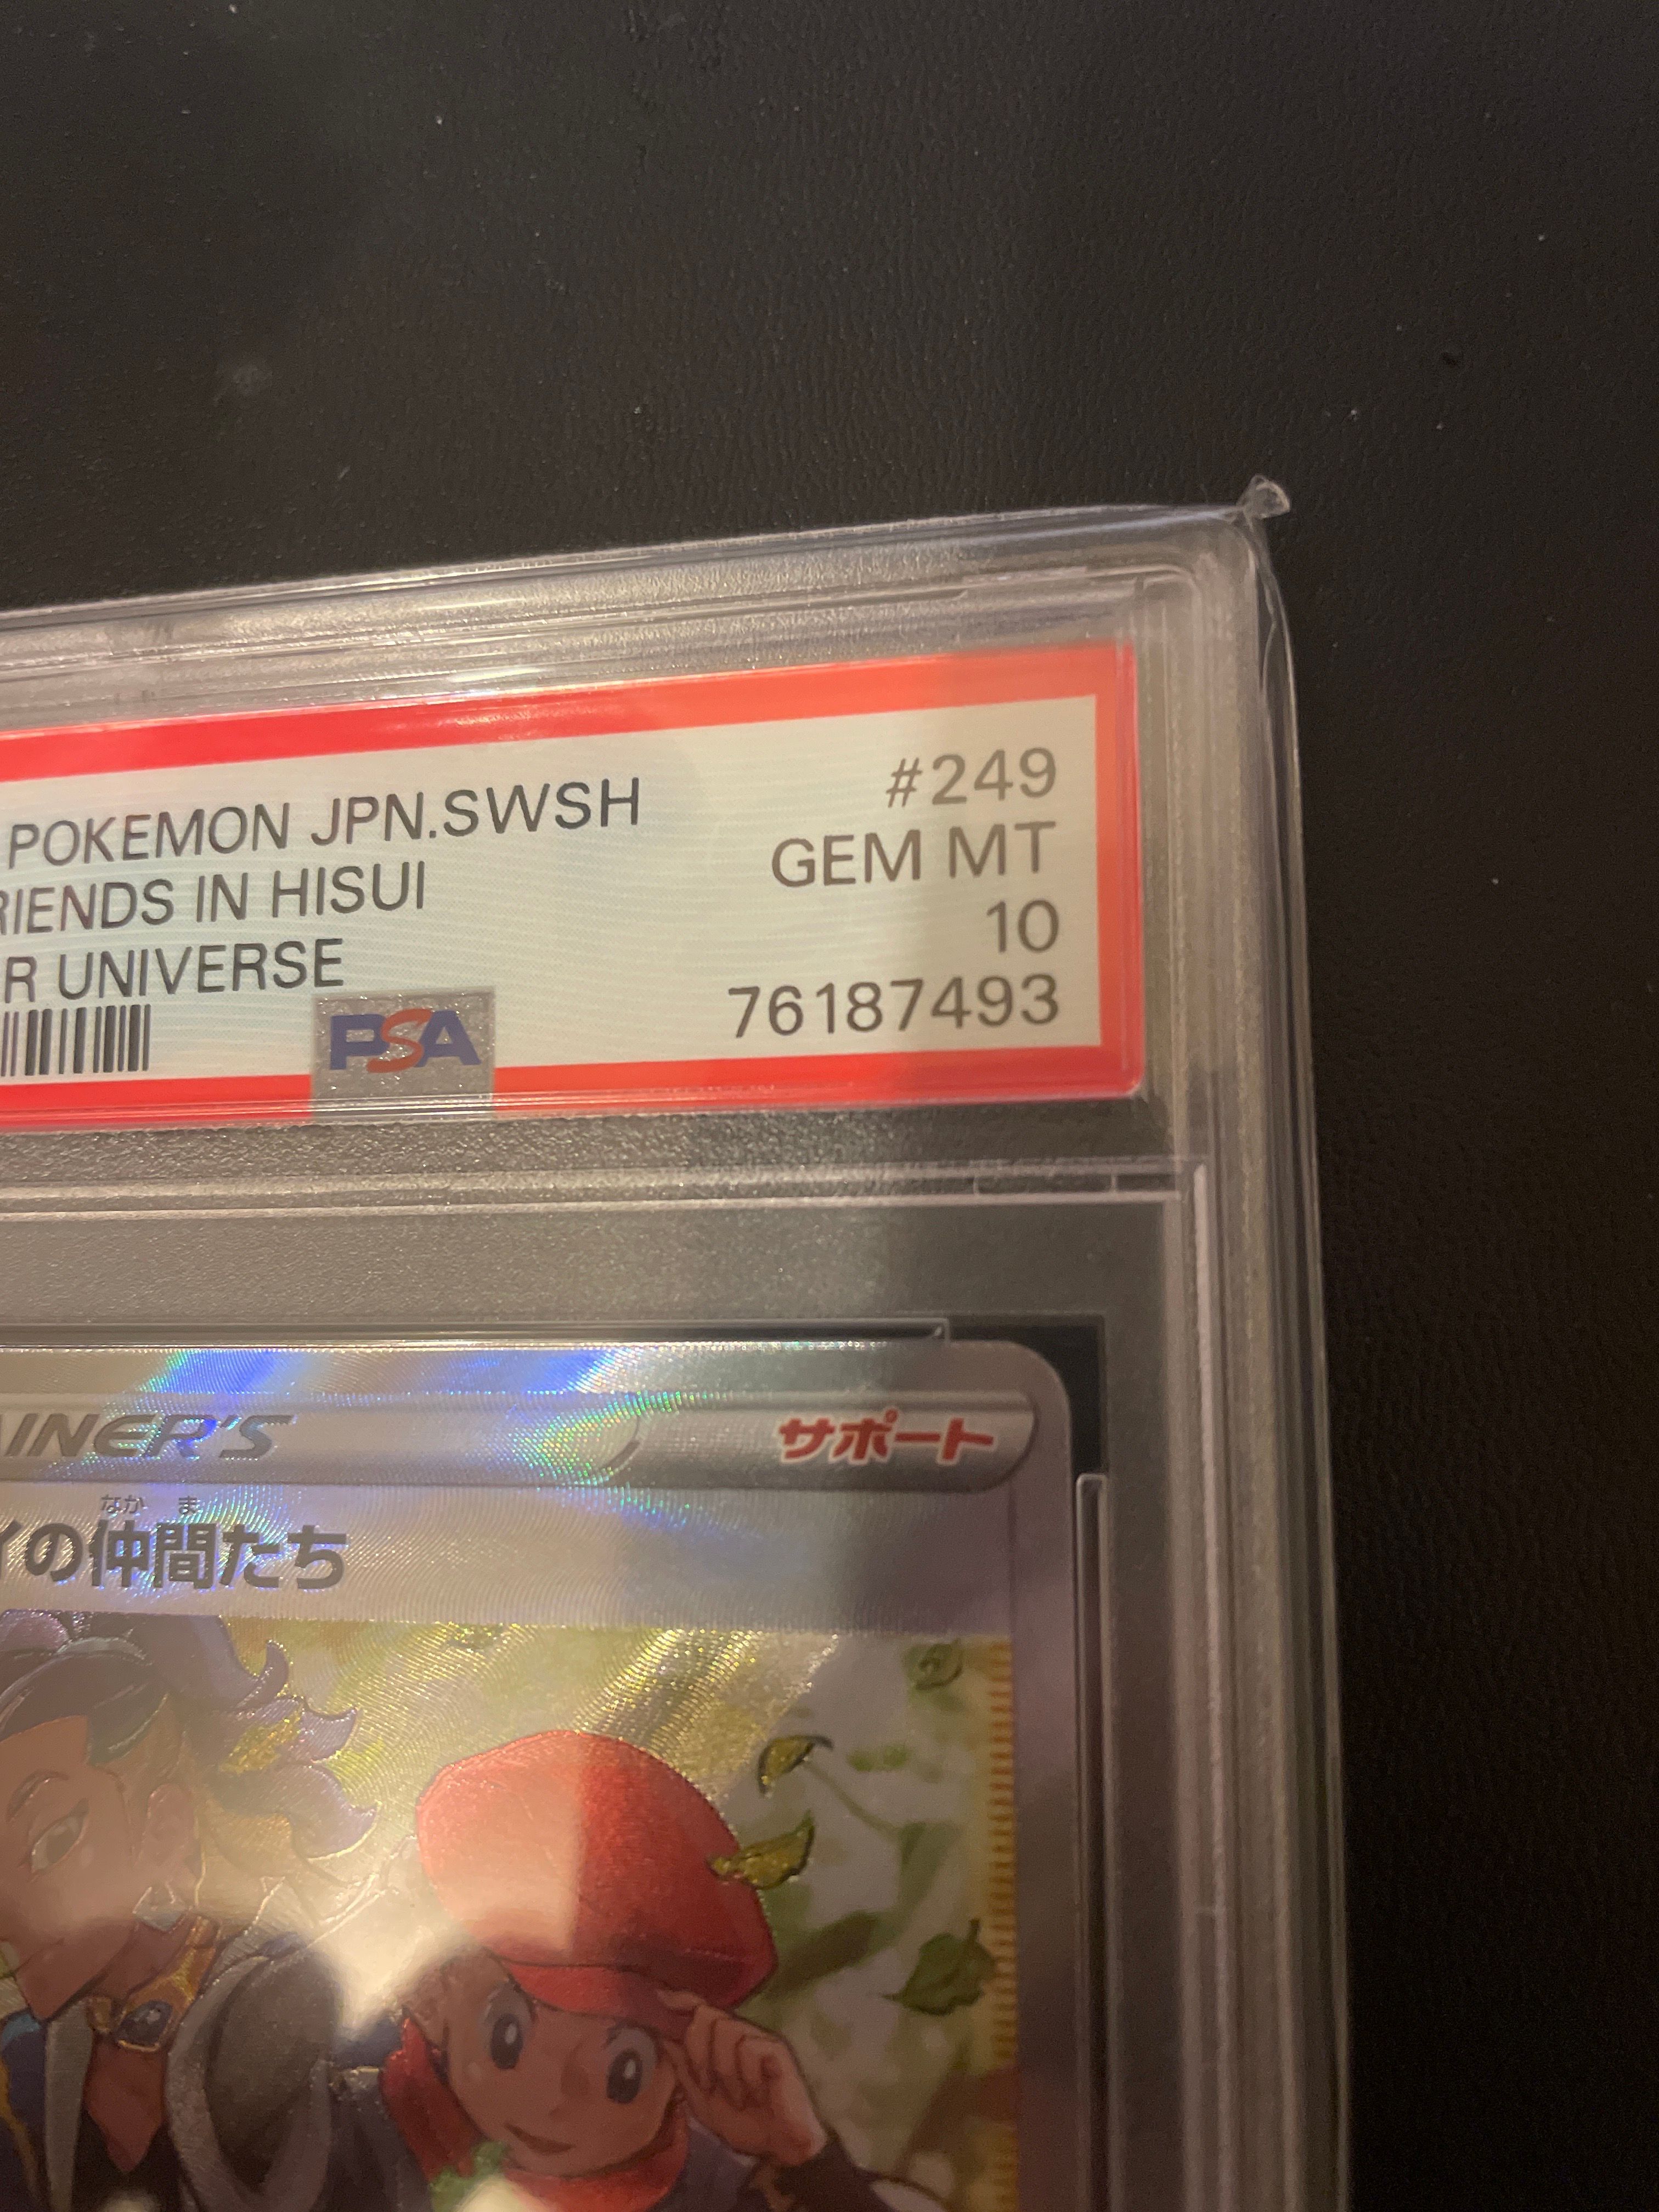 POKEMON JPN.SWSH #249
RIENDS IN HISUI GEM MT
R UNIVERSE 10
PSA 76187493
AINER'S サポート
なかま
イの仲間たち